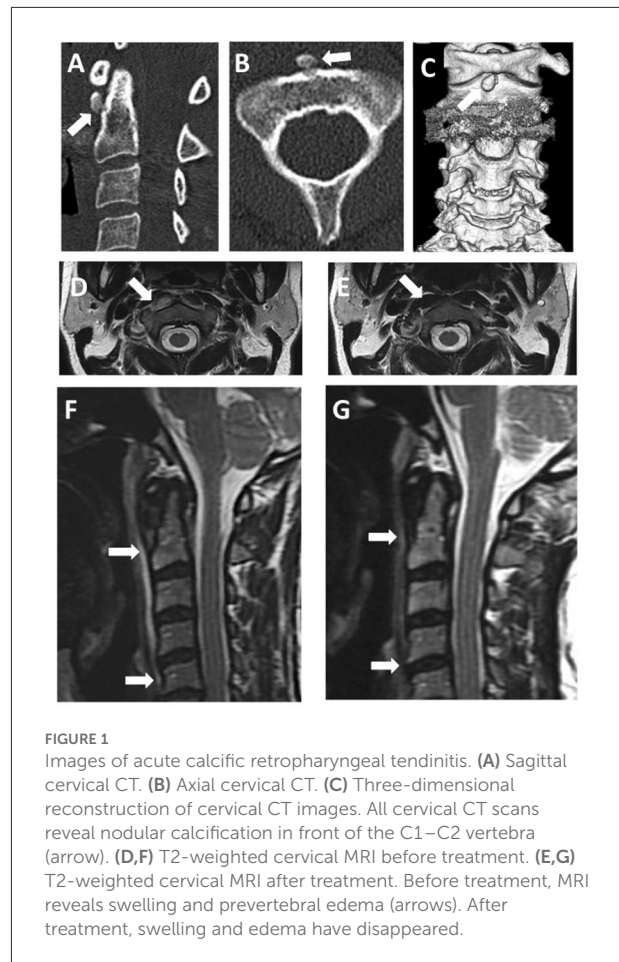 A
B
C
D
E
F
G
FIGURE 1
Images of acute calcific retropharyngeal tendinitis. (A) Sagittal
cervical CT. (B) Axial cervical CT. (C) Three-dimensional
reconstruction of cervical CT images. All cervical CT scans
reveal nodular calcification in front of the C1–C2 vertebra
(arrow). (D,F) T2-weighted cervical MRI before treatment. (E,G)
T2-weighted cervical MRI after treatment. Before treatment, MRI
reveals swelling and prevertebral edema (arrows). After
treatment, swelling and edema have disappeared.